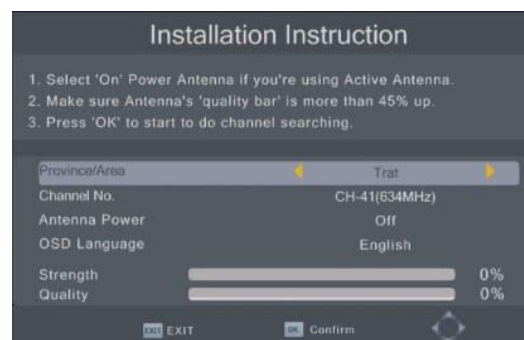 Installation Instruction
1. Select 'On' Power Antenna if you're using Active Antenna.
2. Make sure Antenna's 'quality bar' is more than 45% up.
3. Press 'OK' to start to do channel searching.
Province/Area Trat
Channel No. CH-41(634MHz)
Antenna Power Off
OSD Language English
Strength 0%
Quality 0%
EXIT EXIT OK Confirm